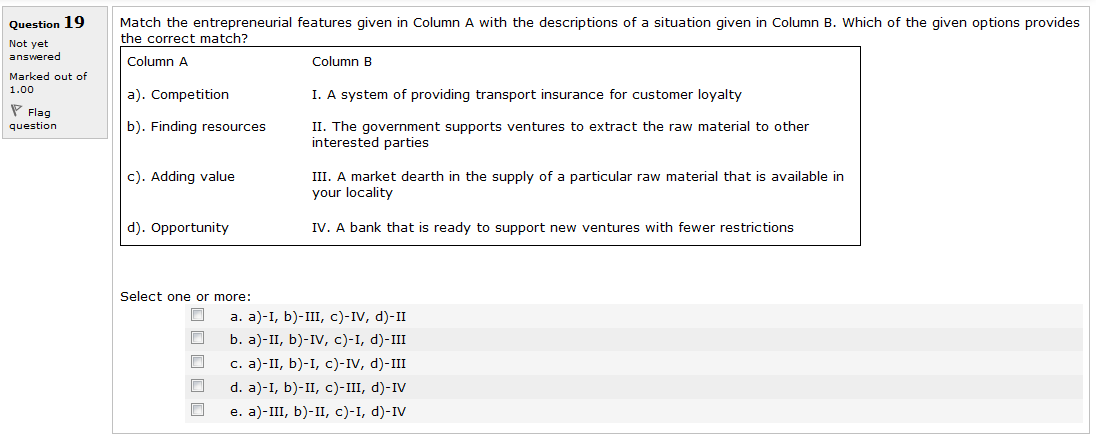 Question 19
Not yet
answered
Marked out of
1.00
Flag
question
Match the entrepreneurial features given in Column A with the descriptions of a situation given in Column B. Which of the given options provides
the correct match?
Column A Column B
a). Competition I. A system of providing transport insurance for customer loyalty
b). Finding resources II. The government supports ventures to extract the raw material to other
interested parties
c). Adding value III. A market dearth in the supply of a particular raw material that is available in
your locality
d). Opportunity IV. A bank that is ready to support new ventures with fewer restrictions
Select one or more:
a. a)-I, b)-III, c)-IV, d)-II
b. a)-II, b)-IV, c)-I, d)-III
c. a)-II, b)-I, c)-IV, d)-III
d. a)-I, b)-II, c)-III, d)-IV
e. a)-III, b)-II, c)-I, d)-IV